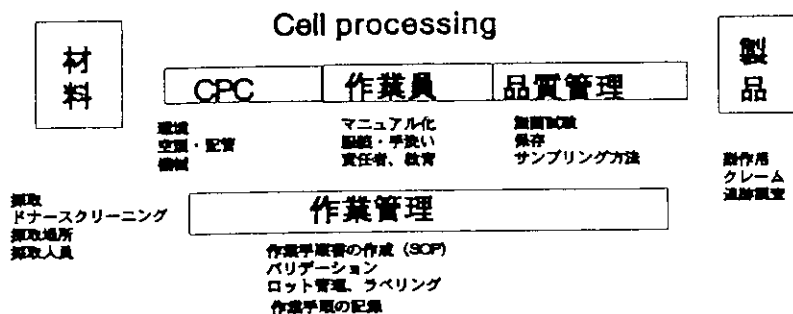 Cell processing
材料
CPC
作業員
品質管理
製品
環境
空調・配管
機械
マニュアル化
服装・手洗い
責任者、教育
無菌試験
保存
サンプリング方法
副作用
クレーム
追跡調査
採取
ドナースクリーニング
採取場所
採取人員
作業管理
作業手順書の作成 (SOP)
バリデーション
ロット管理、ラベリング
作業手順の記録